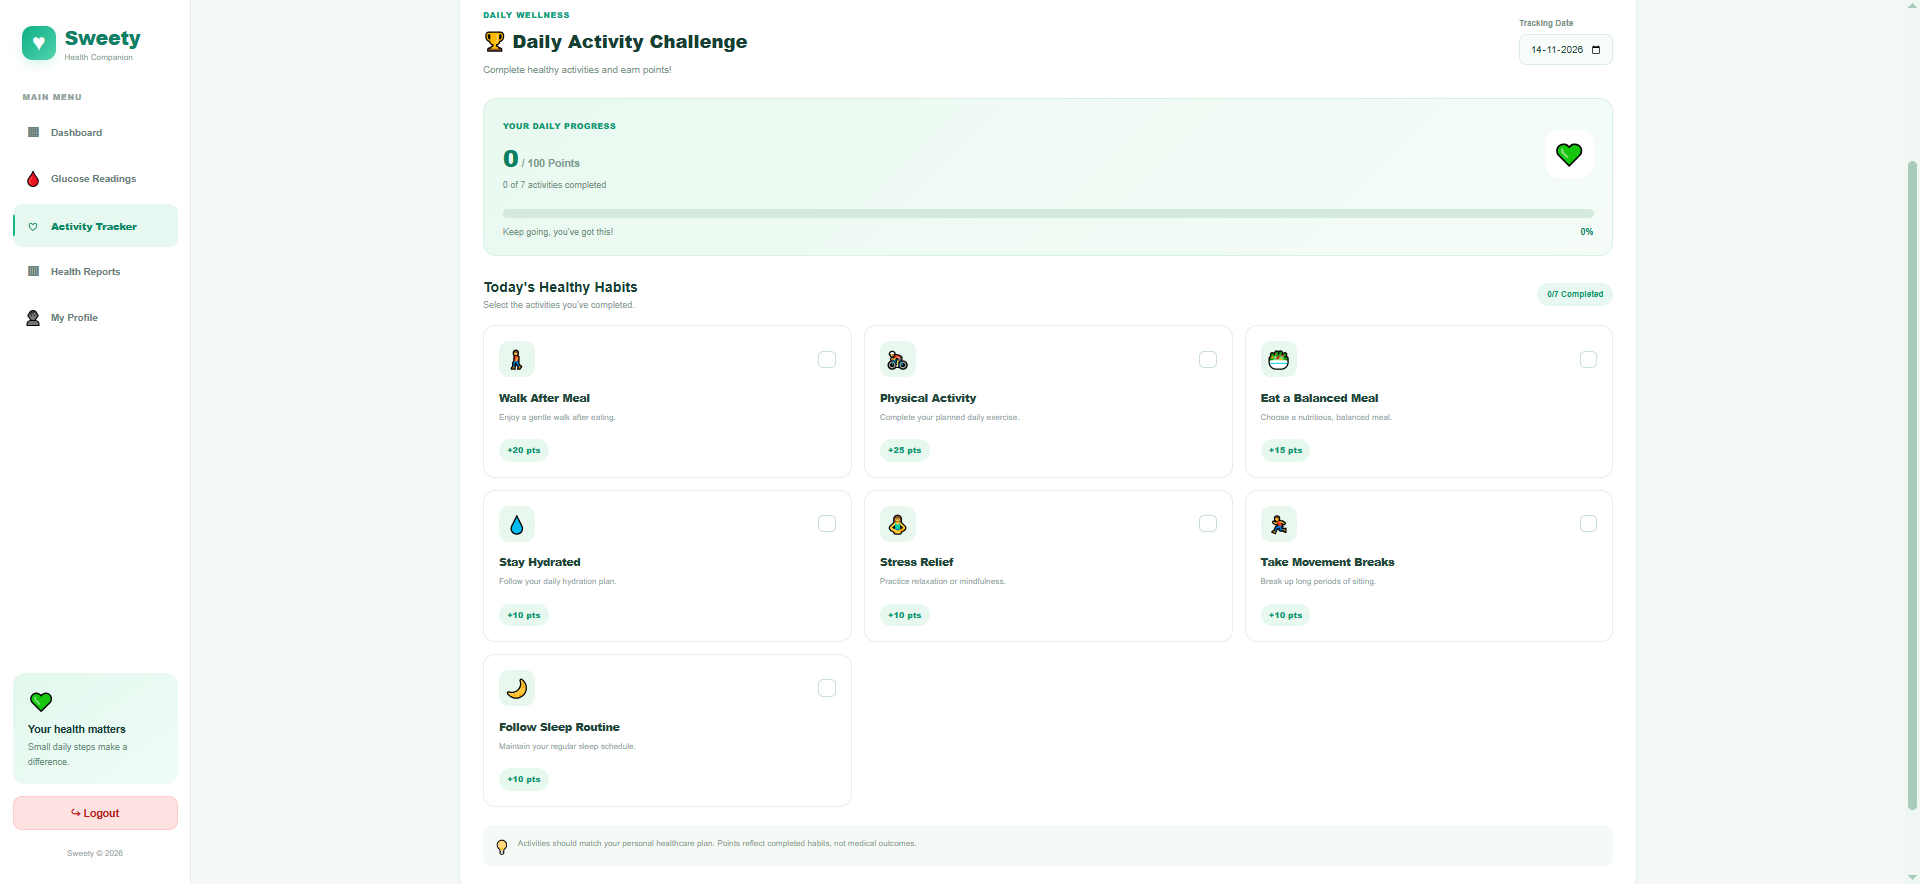 Sweety
Health Companion
MAIN MENU
Dashboard
Glucose Readings
Activity Tracker
Health Reports
My Profile
Your health matters
Small daily steps make a
difference.
↪ Logout
Sweety © 2026
DAILY WELLNESS
Daily Activity Challenge
Complete healthy activities and earn points!
Tracking Date
14-11-2026
YOUR DAILY PROGRESS
0 / 100 Points
0 of 7 activities completed
Keep going, you've got this!
0%
Today's Healthy Habits
Select the activities you've completed.
0/7 Completed
Walk After Meal
Enjoy a gentle walk after eating.
+20 pts
Physical Activity
Complete your planned daily exercise.
+25 pts
Eat a Balanced Meal
Choose a nutritious, balanced meal.
+15 pts
Stay Hydrated
Follow your daily hydration plan.
+10 pts
Stress Relief
Practice relaxation or mindfulness.
+10 pts
Take Movement Breaks
Break up long periods of sitting.
+10 pts
Follow Sleep Routine
Maintain your regular sleep schedule.
+10 pts
Activities should match your personal healthcare plan. Points reflect completed habits, not medical outcomes.